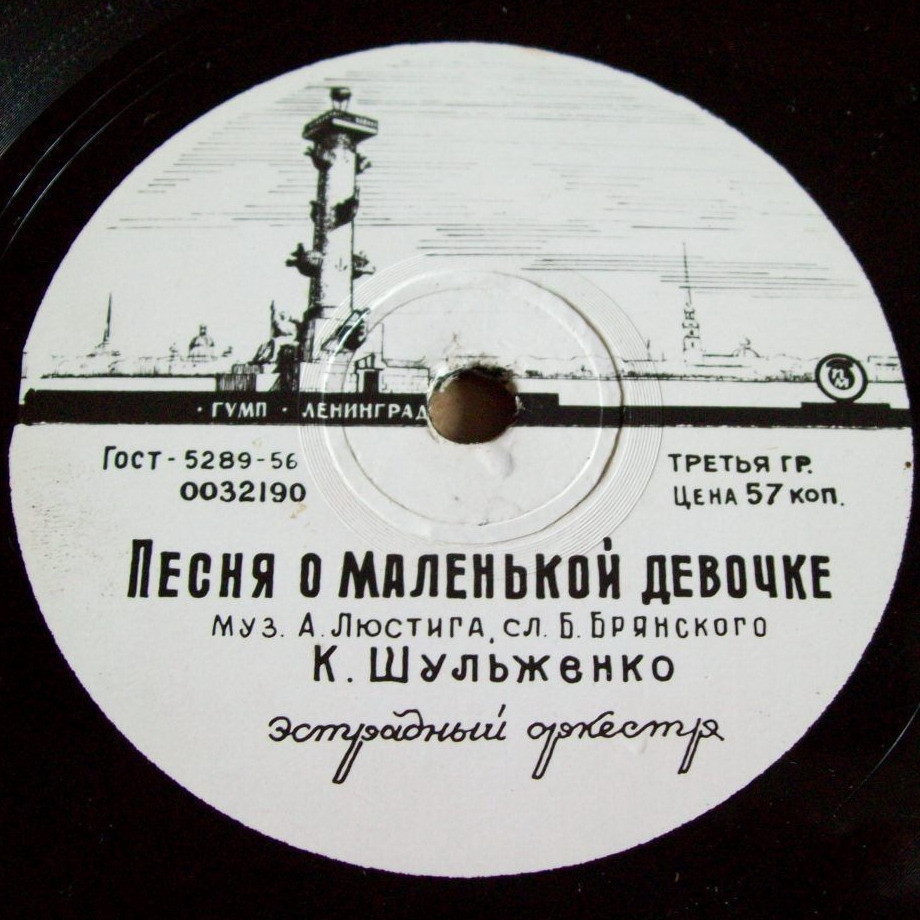 ПМ
· ГУМП · ЛЕНИНГРАД
ГОСТ - 5289-56
0032190
ТРЕТЬЯ ГР.
ЦЕНА 57 КОП.
ПЕСНЯ О МАЛЕНЬКОЙ ДЕВОЧКЕ
МУЗ. А. ЛЮСТИГА, СЛ. Б. БРЯНСКОГО
К. ШУЛЬЖЕНКО
эстрадный оркестр